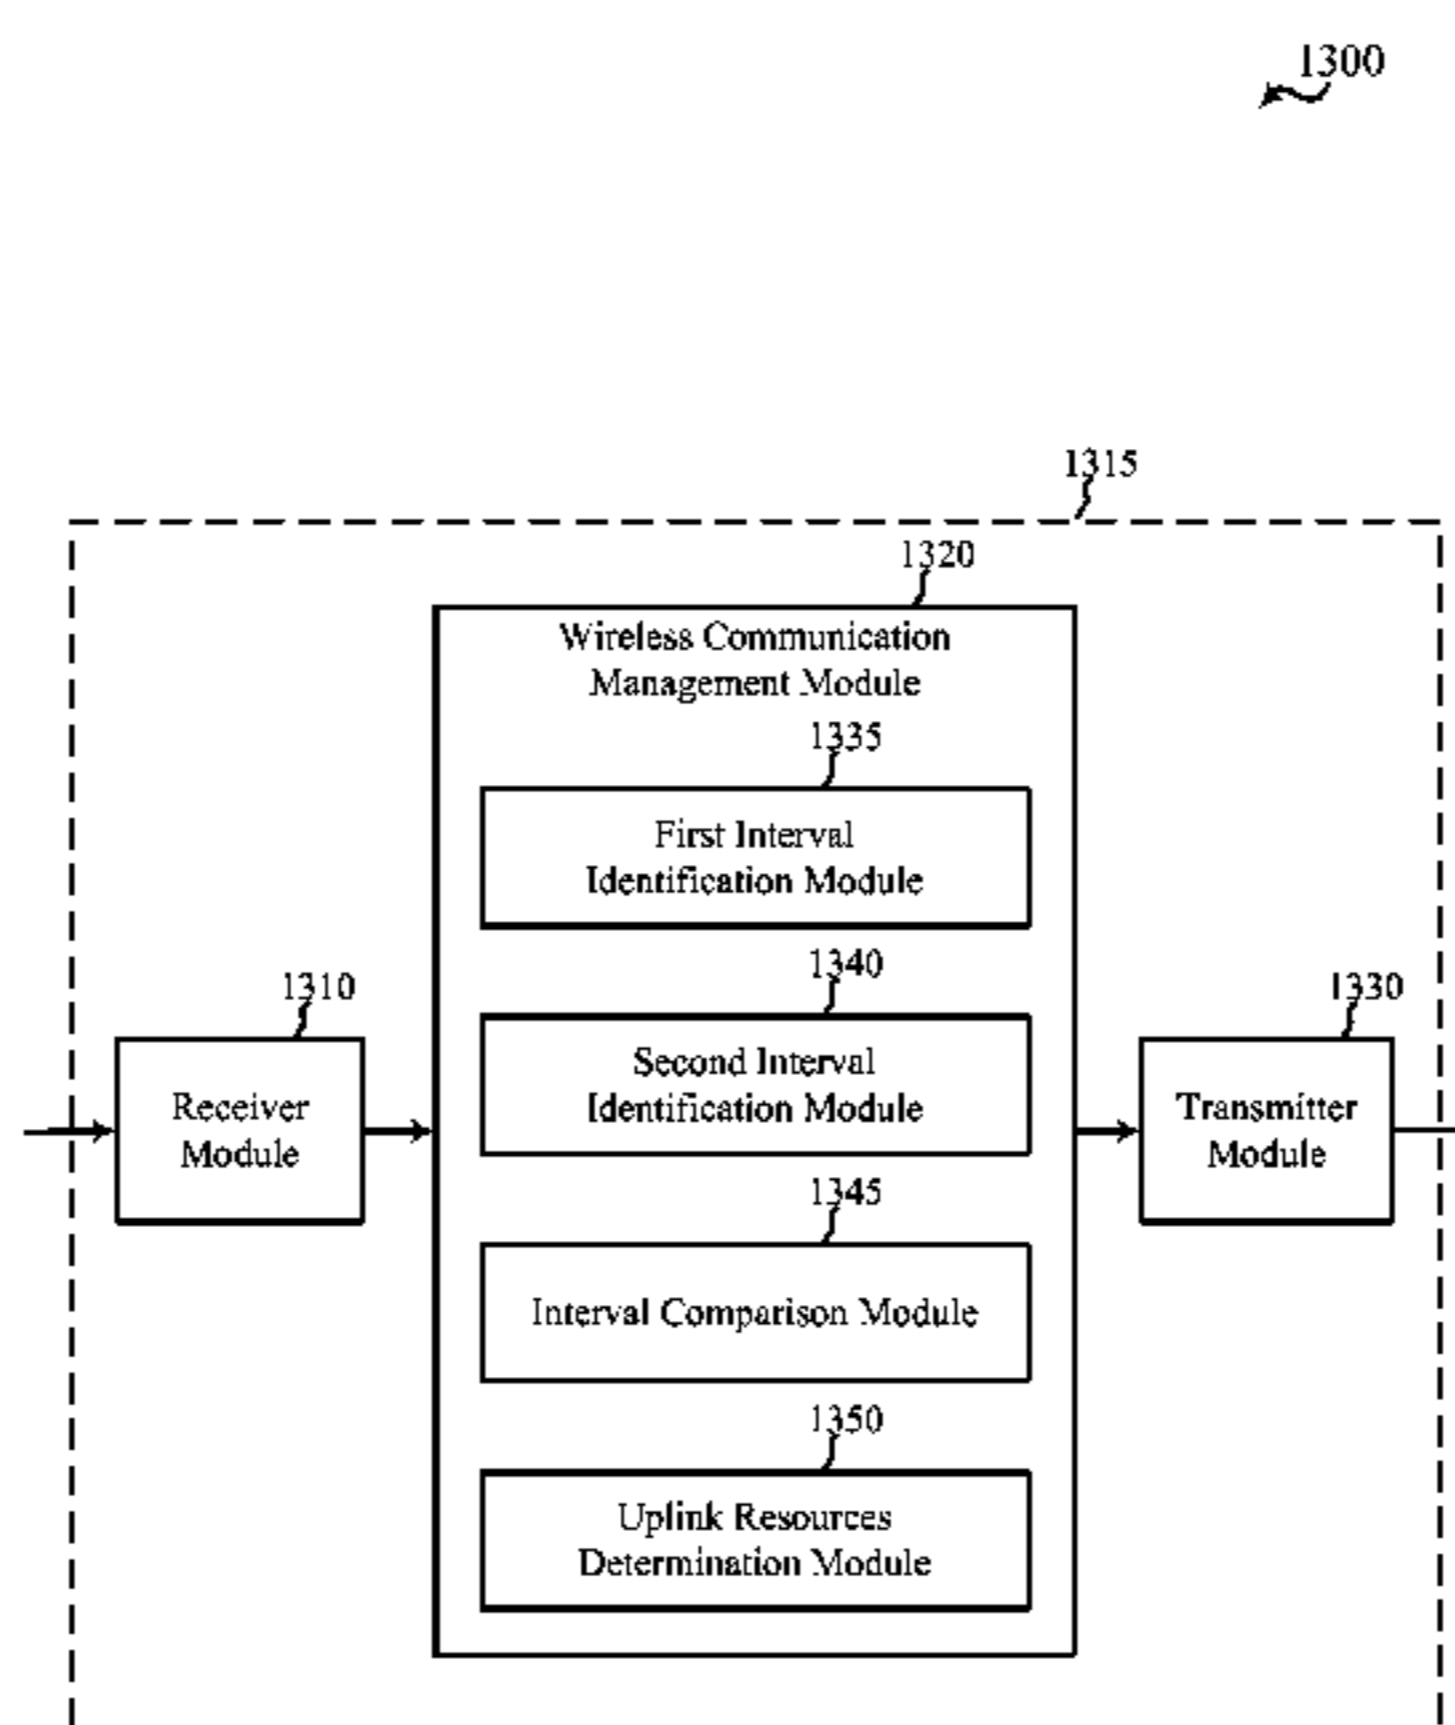 1300
1315
1320
Wireless Communication
Management Module
1335
First Interval
Identification Module
1340
Second Interval
Identification Module
1310
Receiver
Module
1330
Transmitter
Module
1345
Interval Comparison Module
1350
Uplink Resources
Determination Module